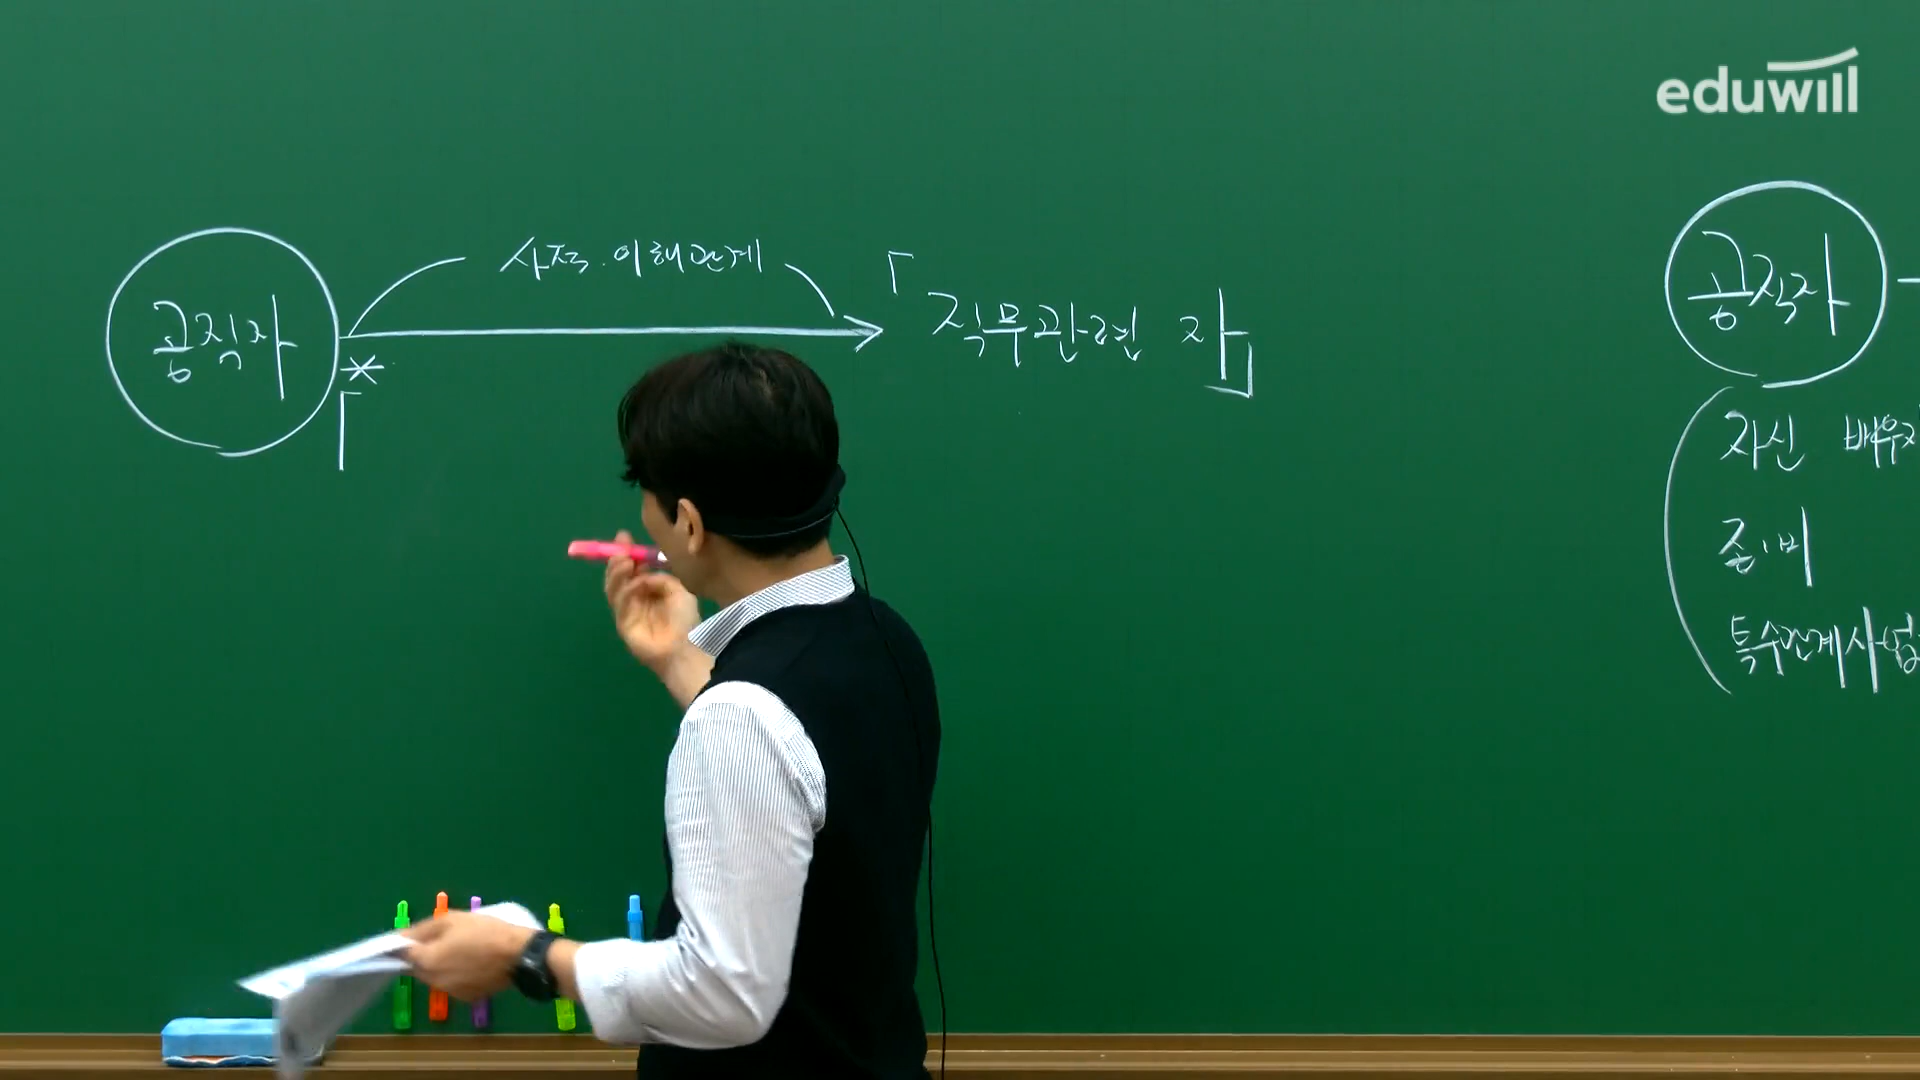 eduwill
사적 이해관계
공직자
「직무관련 자」
*
「
공직자
자신 배우자
존·비
특수관계사업